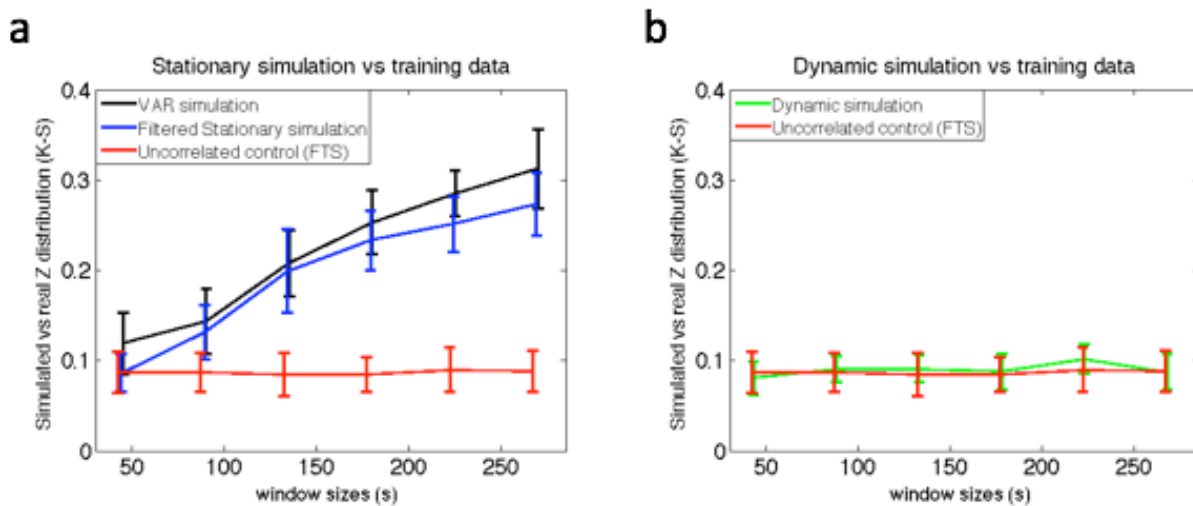 a
Stationary simulation vs training data
VAR simulation
Filtered Stationary simulation
Uncorrelated control (FTS)
Simulated vs real Z distribution (K-S)
0.4
0.3
0.2
0.1
0
50 100 150 200 250
window sizes (s)
b
Dynamic simulation vs training data
Dynamic simulation
Uncorrelated control (FTS)
Simulated vs real Z distribution (K-S)
0.4
0.3
0.2
0.1
0
50 100 150 200 250
window sizes (s)